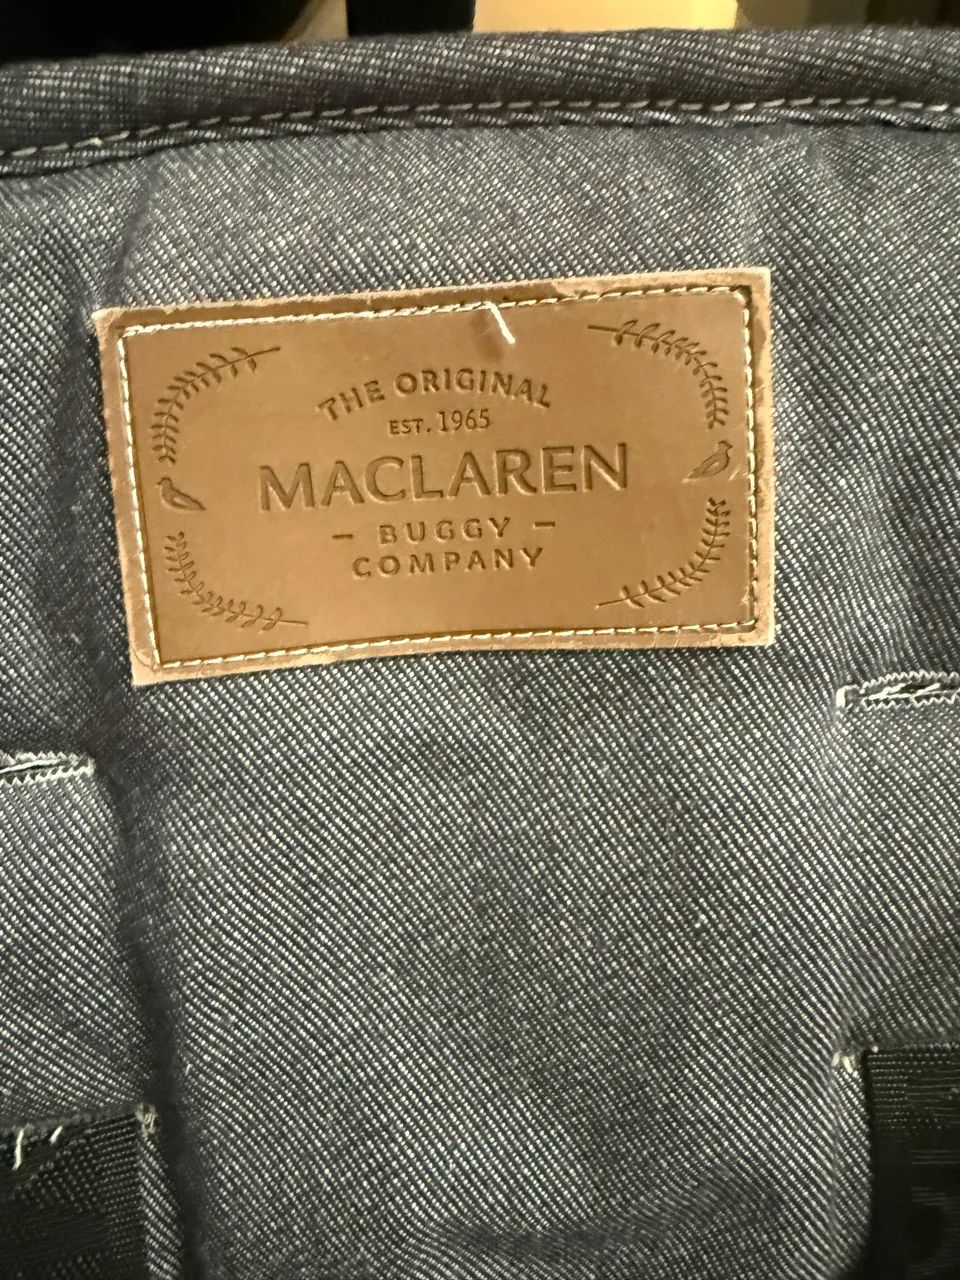 THE ORIGINAL
EST. 1965
MACLAREN
– BUGGY –
COMPANY